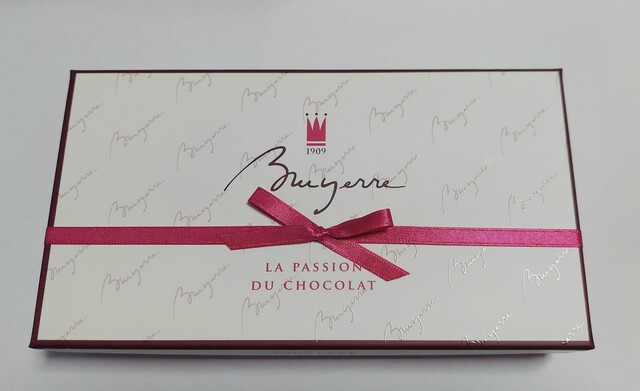 1909
Bruyerre
LA PASSION
DU CHOCOLAT